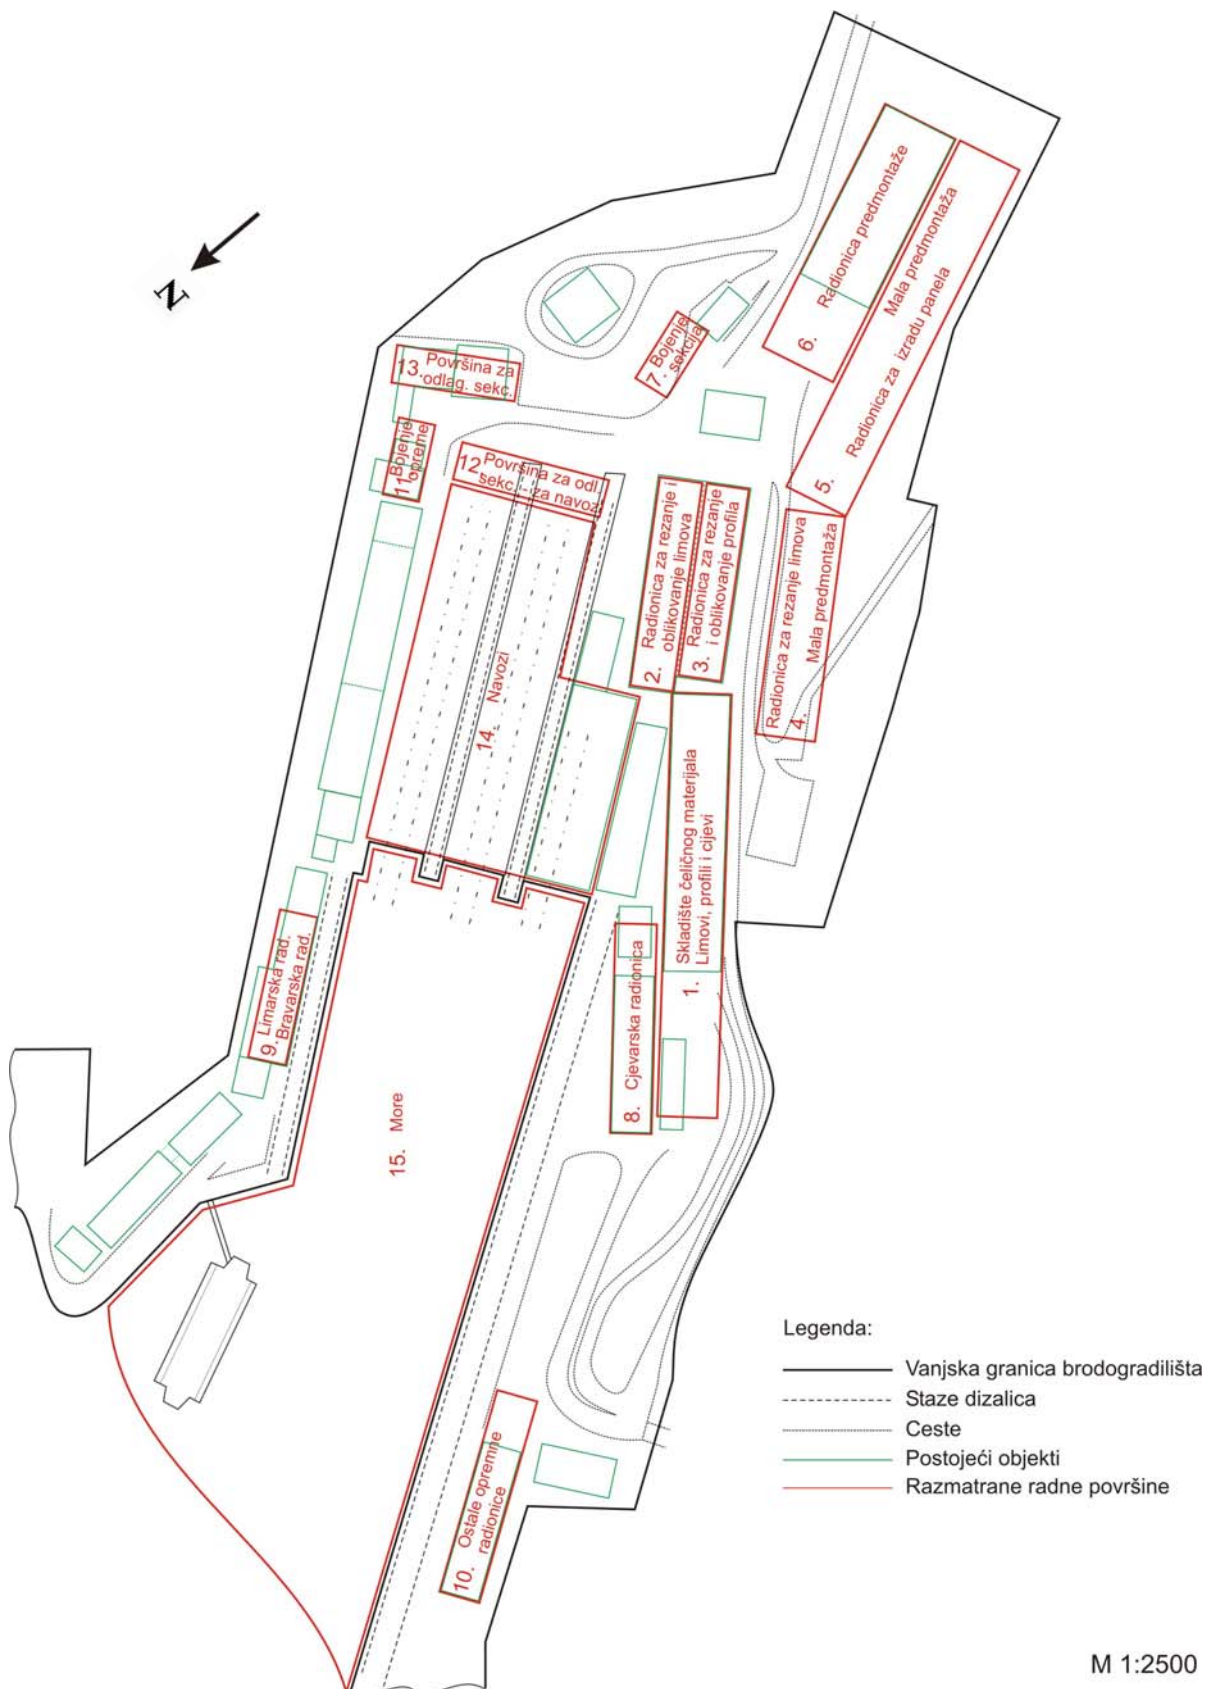 N
6. Radionica predmontaže
Mala predmontaža
5. Radionica za izradu panela
7. Bojenje
sekcija
13. Površina za
odlag. sekc.
11. Bojenje
opreme
12. Površina za odl.
sekc. - za navoz
2. Radionica za rezanje i
oblikovanje limova
3. Radionica za rezanje
i oblikovanje profila
Radionica za rezanje limova
4. Mala predmontaža
14. Navozi
Skladište čeličnog materijala
1. Limovi, profili i cijevi
8. Cjevarska radionica
9. Limarska rad.
Bravarska rad.
15. More
10. Ostale opremne
radionice
Legenda:
Vanjska granica brodogradilišta
Staze dizalica
Ceste
Postojeći objekti
Razmatrane radne površine
M 1:2500